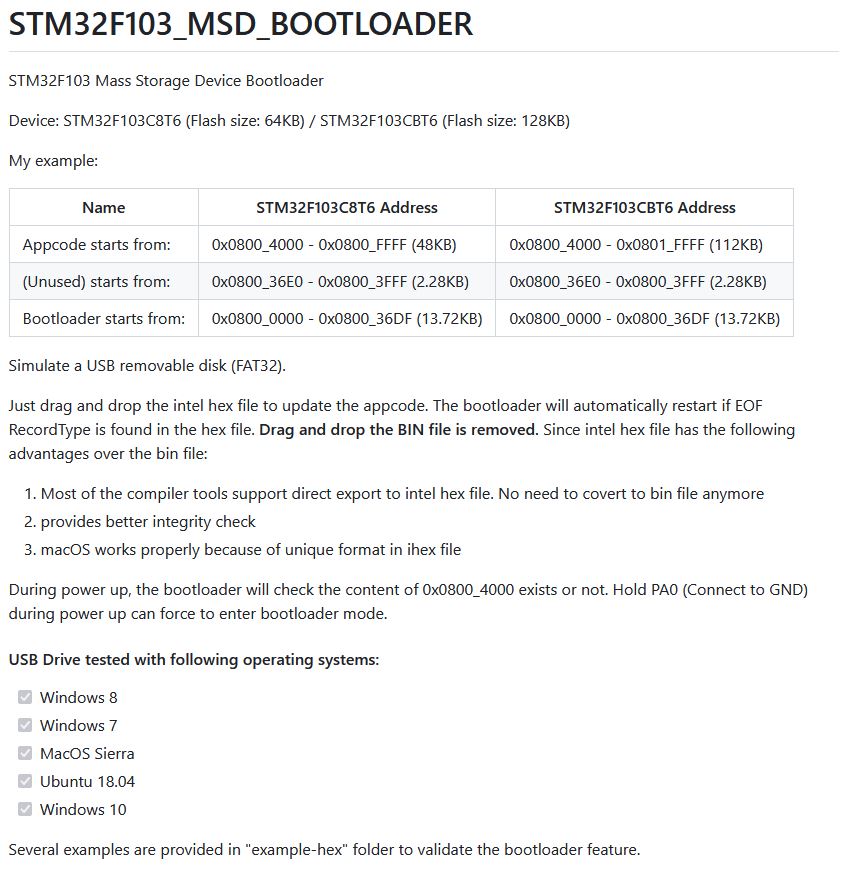 STM32F103_MSD_BOOTLOADER
STM32F103 Mass Storage Device Bootloader
Device: STM32F103C8T6 (Flash size: 64KB) / STM32F103CBT6 (Flash size: 128KB)
My example:
Name STM32F103C8T6 Address STM32F103CBT6 Address
Appcode starts from: 0x0800_4000 - 0x0800_FFFF (48KB) 0x0800_4000 - 0x0801_FFFF (112KB)
(Unused) starts from: 0x0800_36E0 - 0x0800_3FFF (2.28KB) 0x0800_36E0 - 0x0800_3FFF (2.28KB)
Bootloader starts from: 0x0800_0000 - 0x0800_36DF (13.72KB) 0x0800_0000 - 0x0800_36DF (13.72KB)
Simulate a USB removable disk (FAT32).
Just drag and drop the intel hex file to update the appcode. The bootloader will automatically restart if EOF
RecordType is found in the hex file. Drag and drop the BIN file is removed. Since intel hex file has the following
advantages over the bin file:
1. Most of the compiler tools support direct export to intel hex file. No need to covert to bin file anymore
2. provides better integrity check
3. macOS works properly because of unique format in ihex file
During power up, the bootloader will check the content of 0x0800_4000 exists or not. Hold PA0 (Connect to GND)
during power up can force to enter bootloader mode.
USB Drive tested with following operating systems:
Windows 8
Windows 7
MacOS Sierra
Ubuntu 18.04
Windows 10
Several examples are provided in "example-hex" folder to validate the bootloader feature.